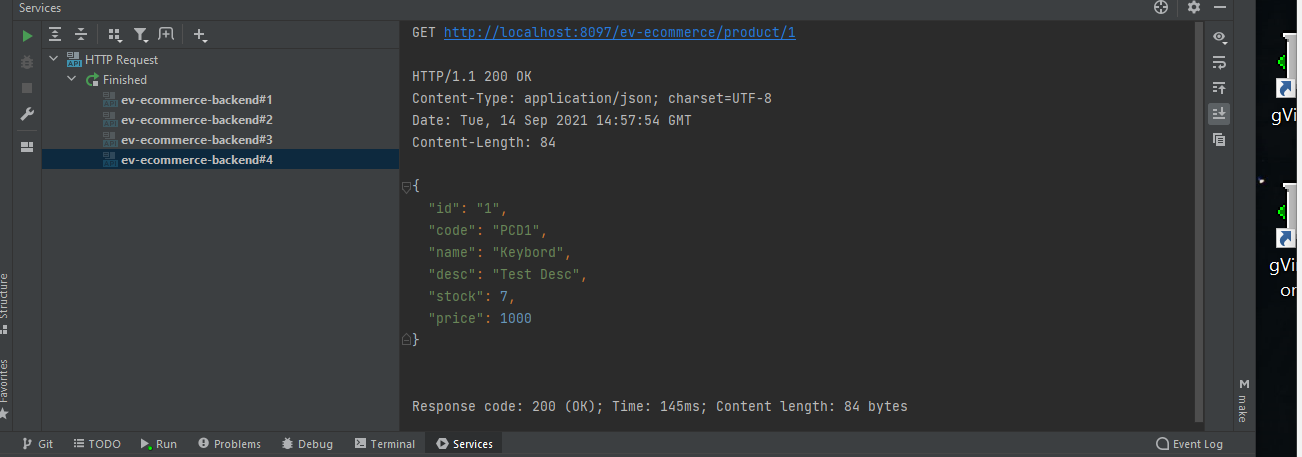 Services
HTTP Request
Finished
ev-ecommerce-backend#1
ev-ecommerce-backend#2
ev-ecommerce-backend#3
ev-ecommerce-backend#4
GET http://localhost:8097/ev-ecommerce/product/1
HTTP/1.1 200 OK
Content-Type: application/json; charset=UTF-8
Date: Tue, 14 Sep 2021 14:57:54 GMT
Content-Length: 84
{
"id": "1",
"code": "PCD1",
"name": "Keybord",
"desc": "Test Desc",
"stock": 7,
"price": 1000
}
Response code: 200 (OK); Time: 145ms; Content length: 84 bytes
Structure
Favorites
M make
gVi
gVi
or
Git
TODO
Run
Problems
Debug
Terminal
Services
Event Log